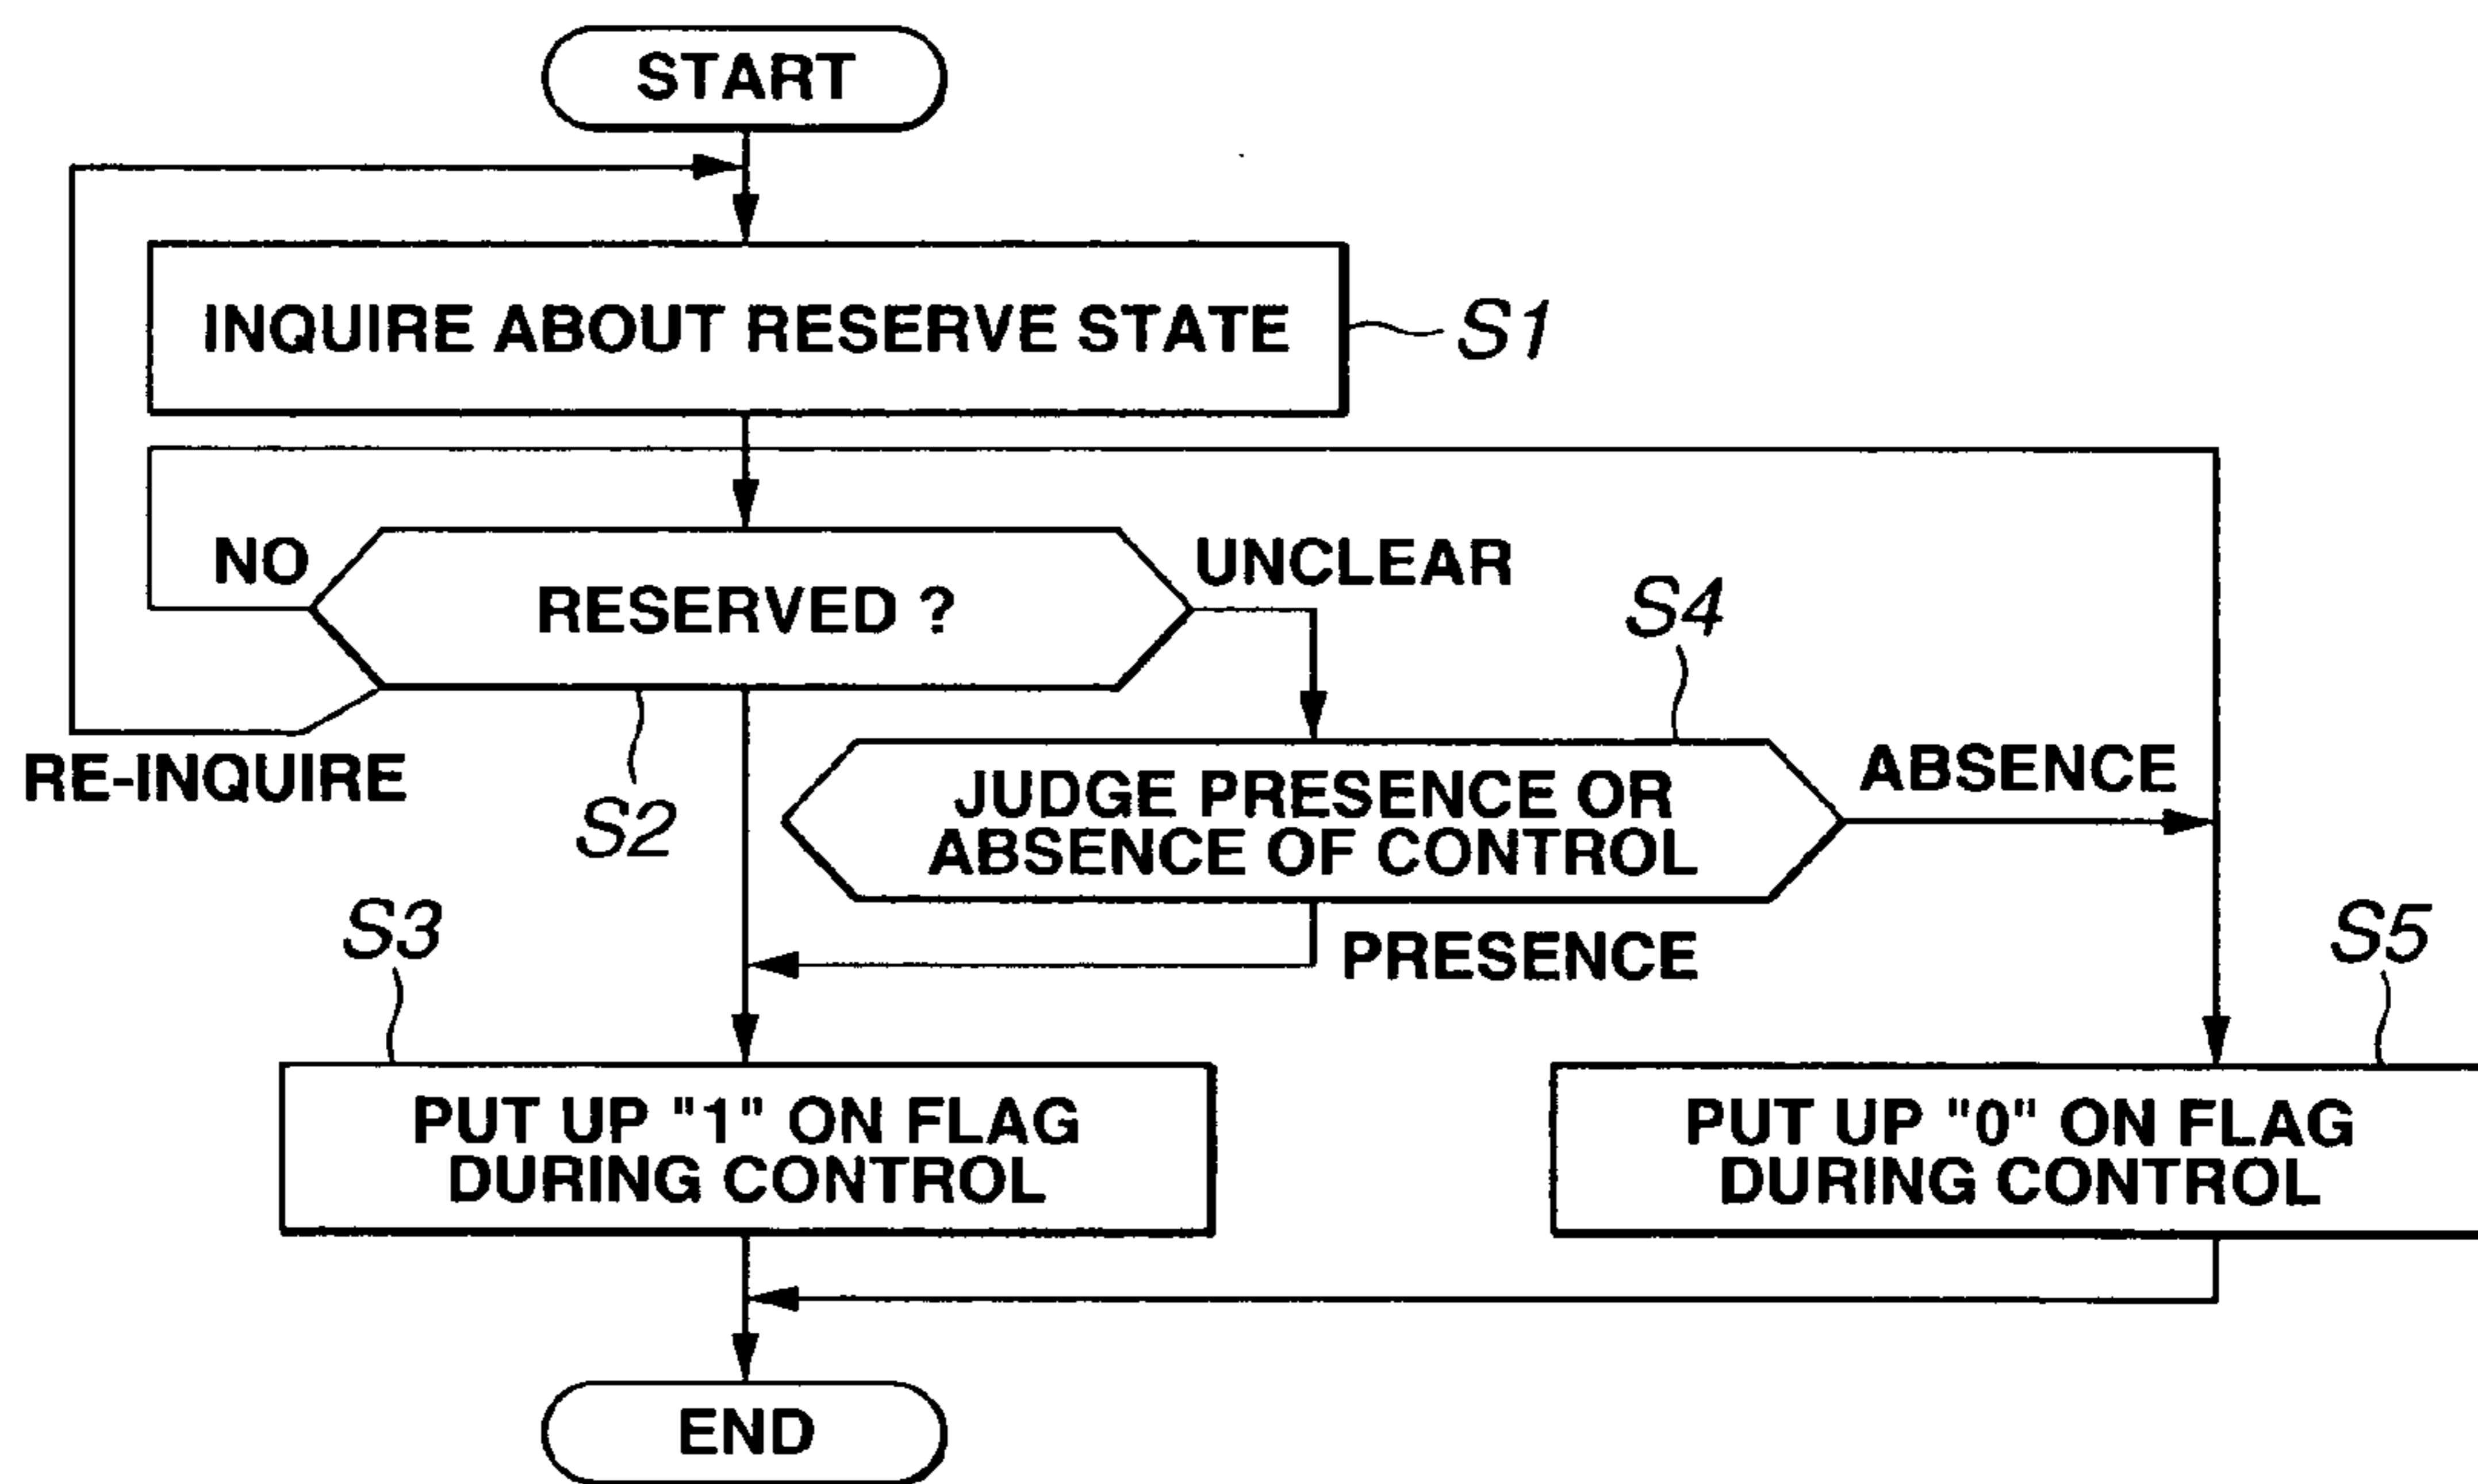 START
INQUIRE ABOUT RESERVE STATE
S1
NO
RESERVED ?
UNCLEAR
S4
RE-INQUIRE
S2
JUDGE PRESENCE OR
ABSENCE OF CONTROL
ABSENCE
PRESENCE
S3
S5
PUT UP "1" ON FLAG
DURING CONTROL
PUT UP "0" ON FLAG
DURING CONTROL
END